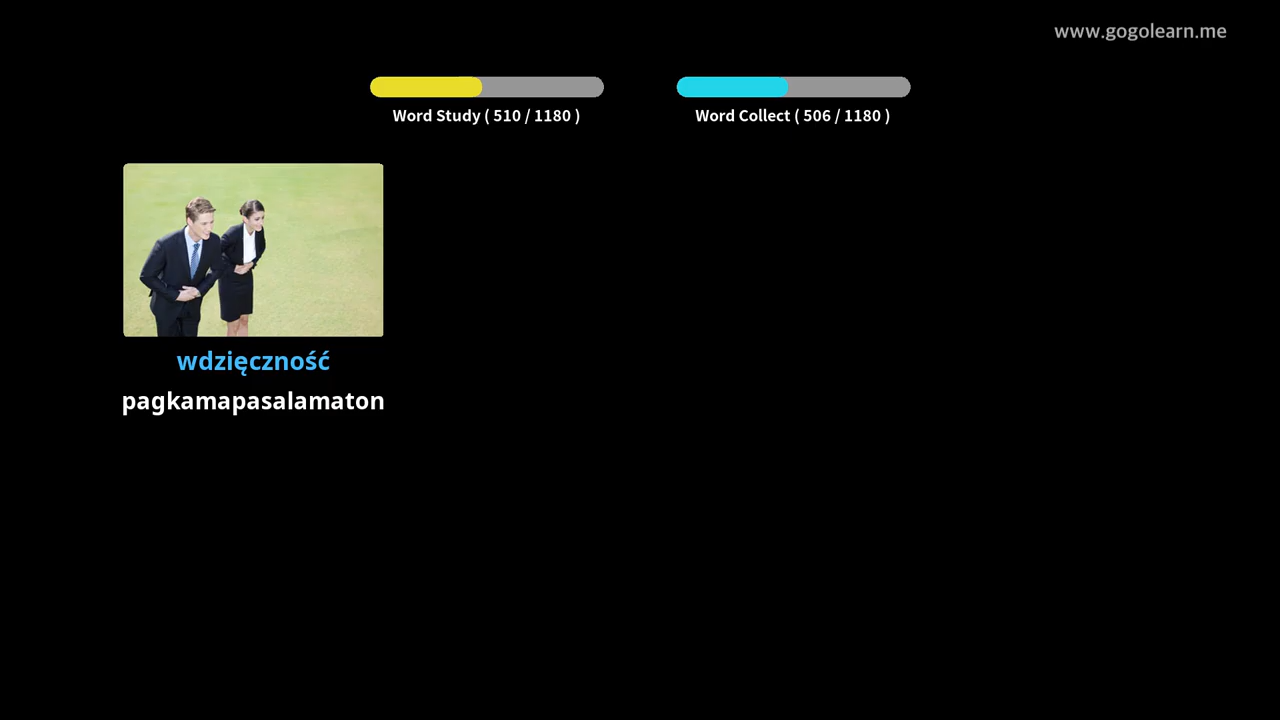 www.gogolearn.me
Word Study ( 510 / 1180 )
Word Collect ( 506 / 1180 )
wdzięczność
pagkamapasalamaton